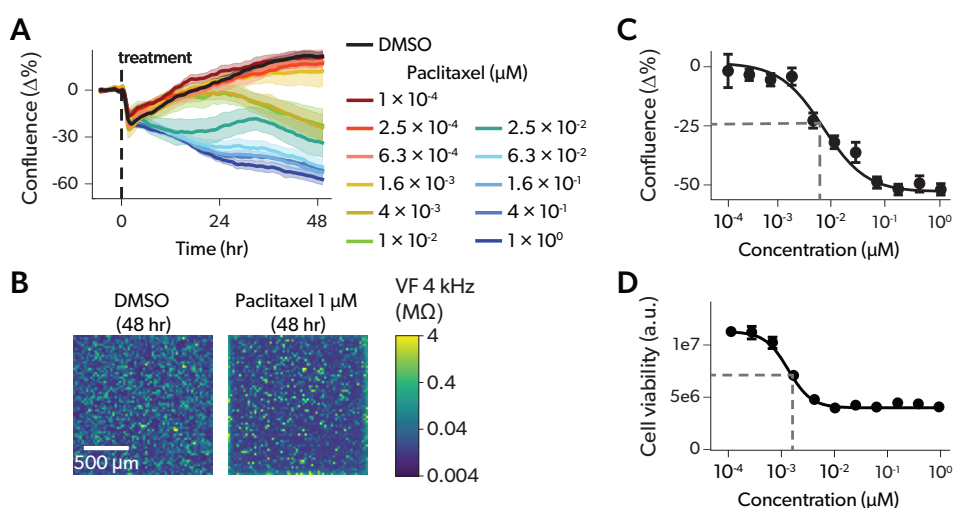 A
treatment
Confluence (Δ%)
0
-30
-60
0
24
48
Time (hr)
DMSO
Paclitaxel (μM)
1 × 10⁻⁴
2.5 × 10⁻⁴
6.3 × 10⁻⁴
1.6 × 10⁻³
4 × 10⁻³
1 × 10⁻²
2.5 × 10⁻²
6.3 × 10⁻²
1.6 × 10⁻¹
4 × 10⁻¹
1 × 10⁰
B
DMSO
(48 hr)
Paclitaxel 1 μM
(48 hr)
500 μm
VF 4 kHz
(MΩ)
4
0.4
0.04
0.004
C
Confluence (Δ%)
0
-25
-50
10⁻⁴
10⁻³
10⁻²
10⁻¹
10⁰
Concentration (μM)
D
Cell viability (a.u.)
1e7
5e6
0
10⁻⁴
10⁻³
10⁻²
10⁻¹
10⁰
Concentration (μM)